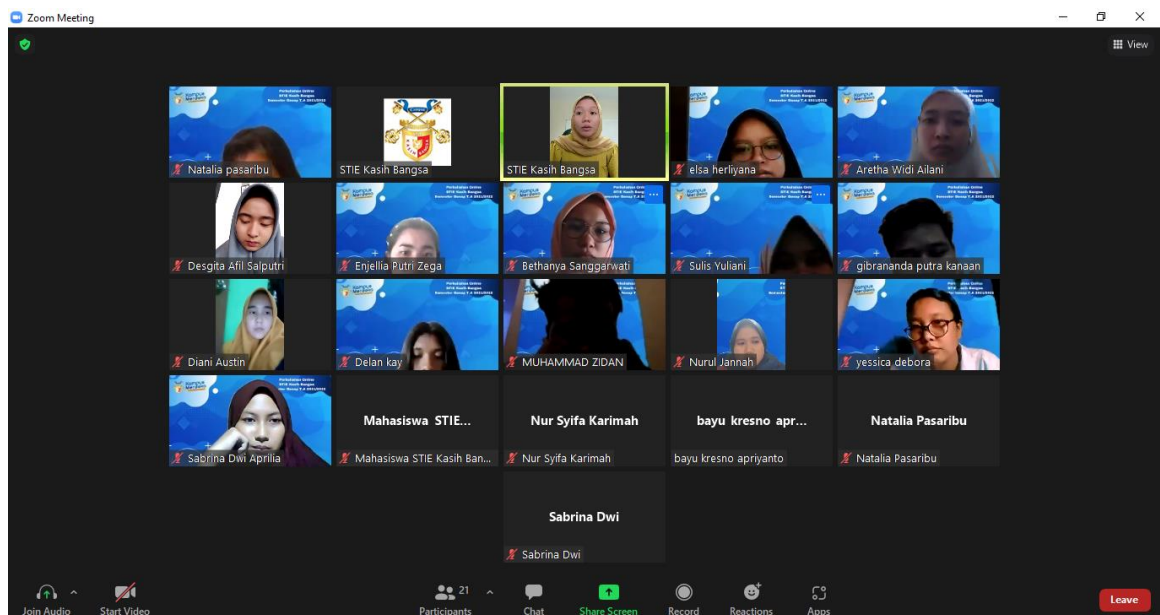 Zoom Meeting
View
Natalia pasaribu
STIE Kasih Bangsa
STIE Kasih Bangsa
elsa herliyana
Aretha Widi Ailani
Desgita Afil Salputri
Enjellia Putri Zega
Bethanya Sanggarwati
Sulis Yuliani
gibrananda putra kanaan
Diani Austin
Delan kay
MUHAMMAD ZIDAN
Nurul Jannah
yessica debora
Sabrina Dwi Aprilia
Mahasiswa STIE...
Mahasiswa STIE Kasih Ban...
Nur Syifa Karimah
Nur Syifa Karimah
bayu kresno apr...
bayu kresno apriyanto
Natalia Pasaribu
Natalia Pasaribu
Sabrina Dwi
Sabrina Dwi
Join Audio
Start Video
21
Participants
Chat
Share Screen
Record
Reactions
Apps
Leave